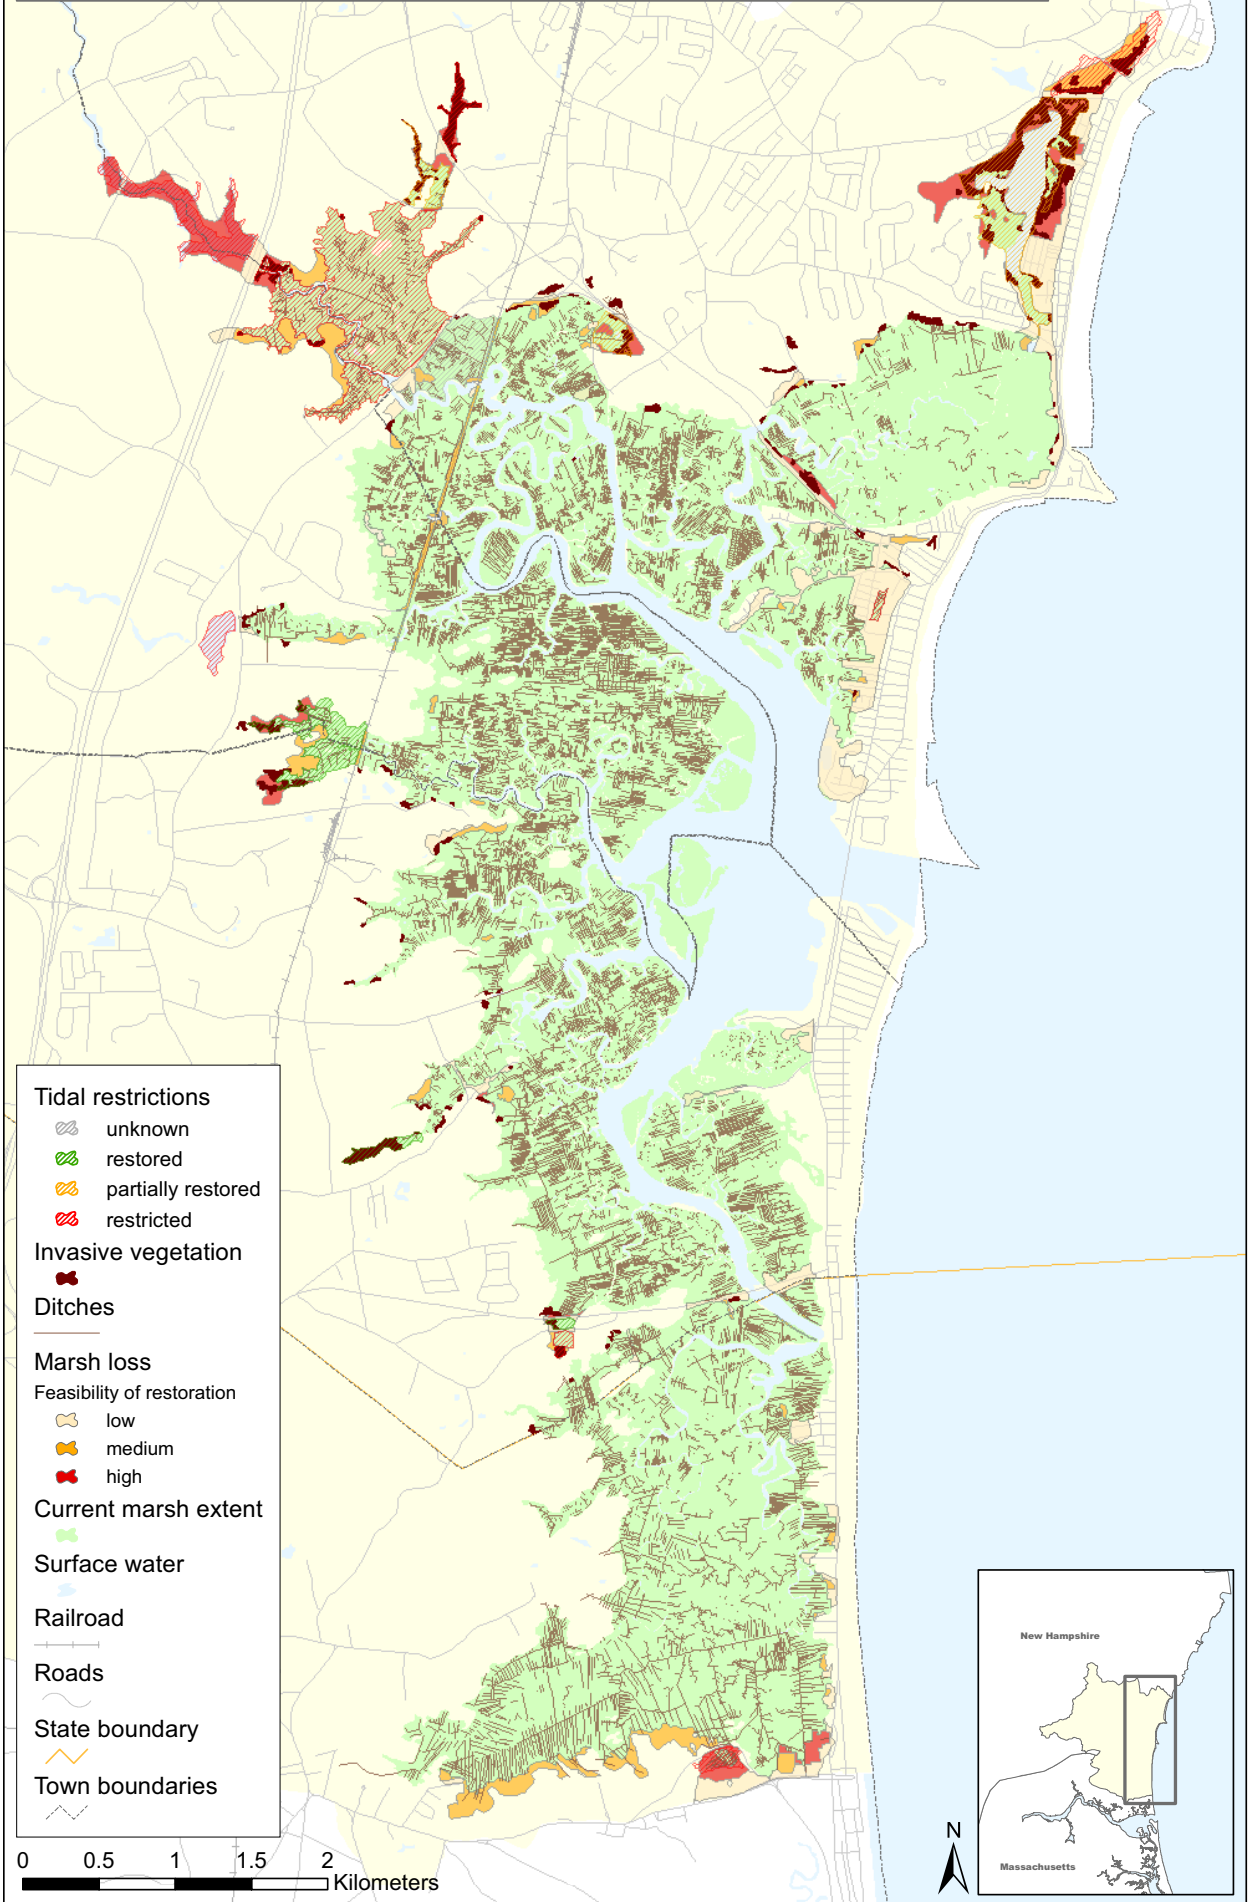 Tidal restrictions
unknown
restored
partially restored
restricted
Invasive vegetation
Ditches
Marsh loss
Feasibility of restoration
low
medium
high
Current marsh extent
Surface water
Railroad
Roads
State boundary
Town boundaries
0 0.5 1 1.5 2
Kilometers
N
New Hampshire
Massachusetts